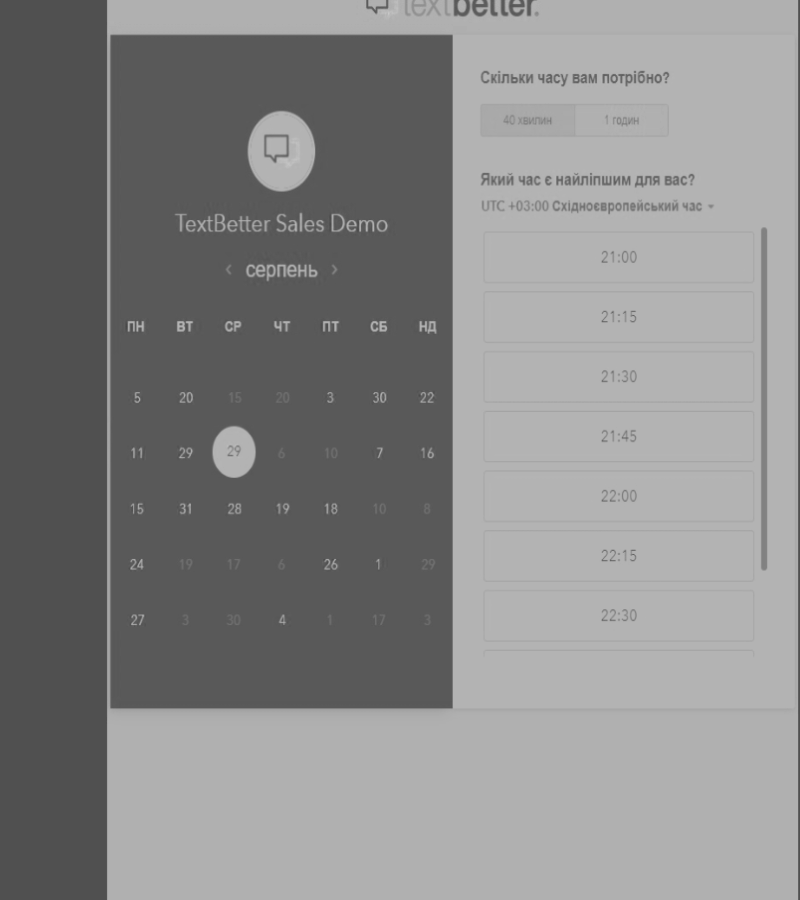 textbetter.
TextBetter Sales Demo
‹ серпень ›
ПН ВТ СР ЧТ ПТ СБ НД
5 20 15 20 3 30 22
11 29 29 6 10 7 16
15 31 28 19 18 10 8
24 19 17 6 26 1 29
27 3 30 4 1 17 3
Скільки часу вам потрібно?
40 хвилин 1 годин
Який час є найліпшим для вас?
UTC +03:00 Східноєвропейський час
21:00
21:15
21:30
21:45
22:00
22:15
22:30